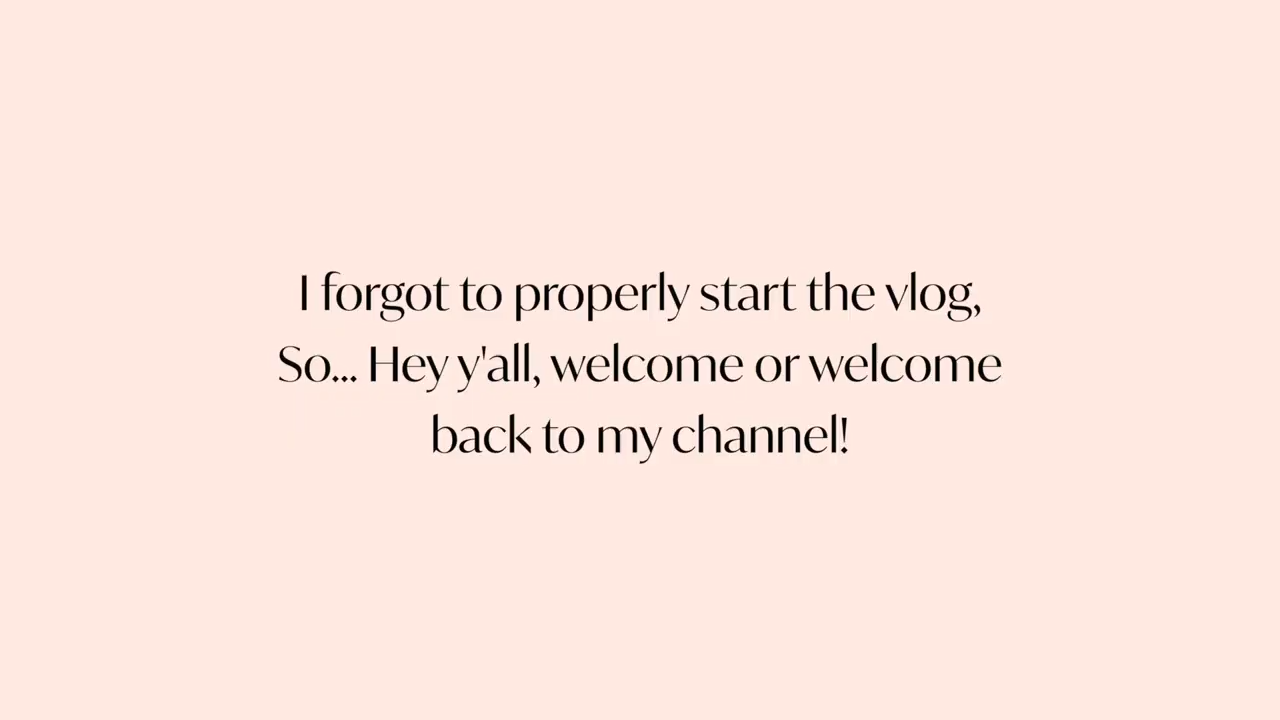 I forgot to properly start the vlog,
So... Hey y'all, welcome or welcome
back to my channel!